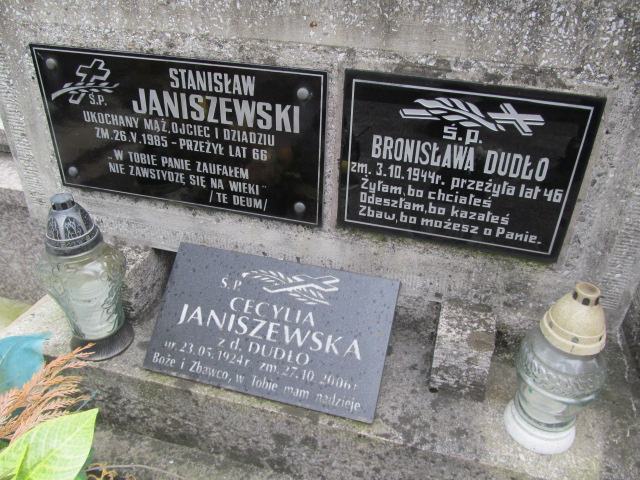 Ś.P.
STANISŁAW
JANISZEWSKI
UKOCHANY MĄŻ, OJCIEC I DZIADZIU
ZM. 26.V.1985 - PRZEŻYŁ LAT 66
„W TOBIE PANIE ZAUFAŁEM
NIE ZAWSTYDZĘ SIĘ NA WIEKI"
/TE DEUM/
Ś.P.
BRONISŁAWA DUDŁO
zm. 3.10.1944r. przeżyła lat 46
Żyłam, bo chciałeś
Odeszłam, bo kazałeś
Zbaw, bo możesz o Panie.
Ś.P.
CECYLIA
JANISZEWSKA
z d. DUDŁO
ur. 23.05.1924r. zm. 27.10.2006r.
Boże i Zbawco, w Tobie mam nadzieję.